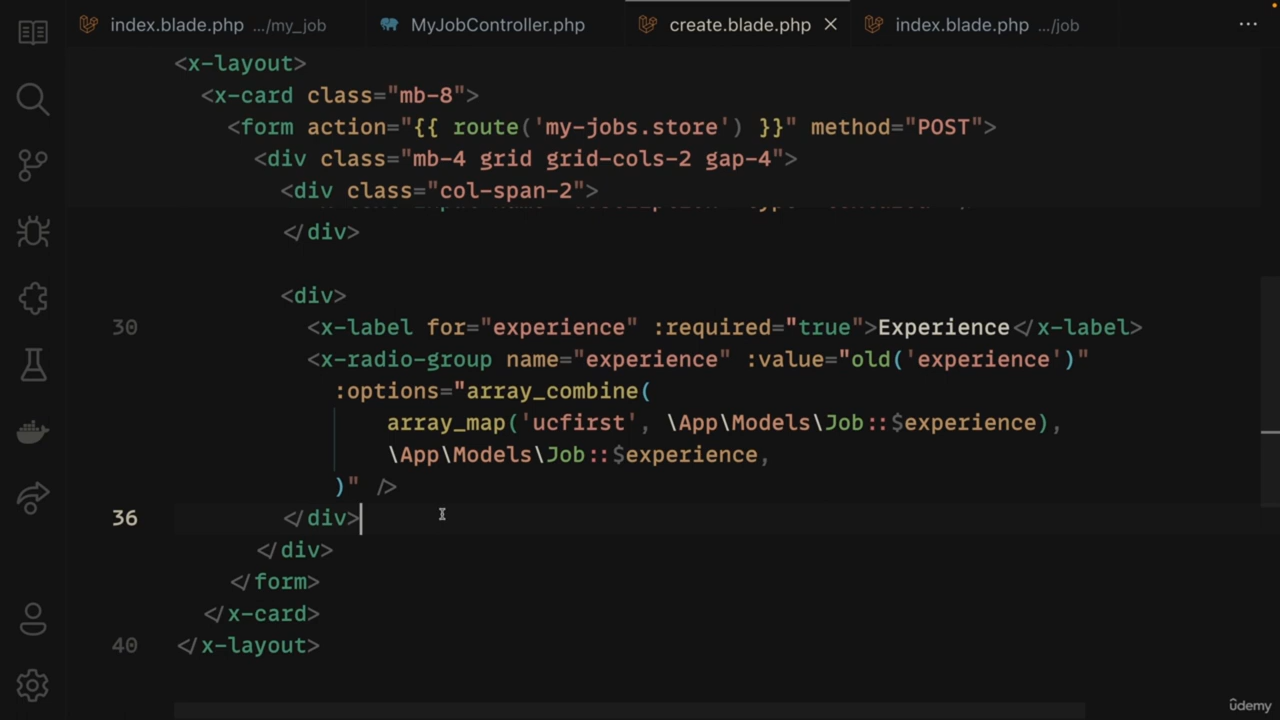 index.blade.php .../my_job MyJobController.php create.blade.php index.blade.php .../job
<x-layout>
<x-card class="mb-8">
<form action="{{ route('my-jobs.store') }}" method="POST">
<div class="mb-4 grid grid-cols-2 gap-4">
<div class="col-span-2">
</div>
<div>
30 <x-label for="experience" :required="true">Experience</x-label>
<x-radio-group name="experience" :value="old('experience')"
:options="array_combine(
array_map('ucfirst', \App\Models\Job::$experience),
\App\Models\Job::$experience,
)" />
36 </div>
</div>
</form>
</x-card>
40 </x-layout>
ûdemy